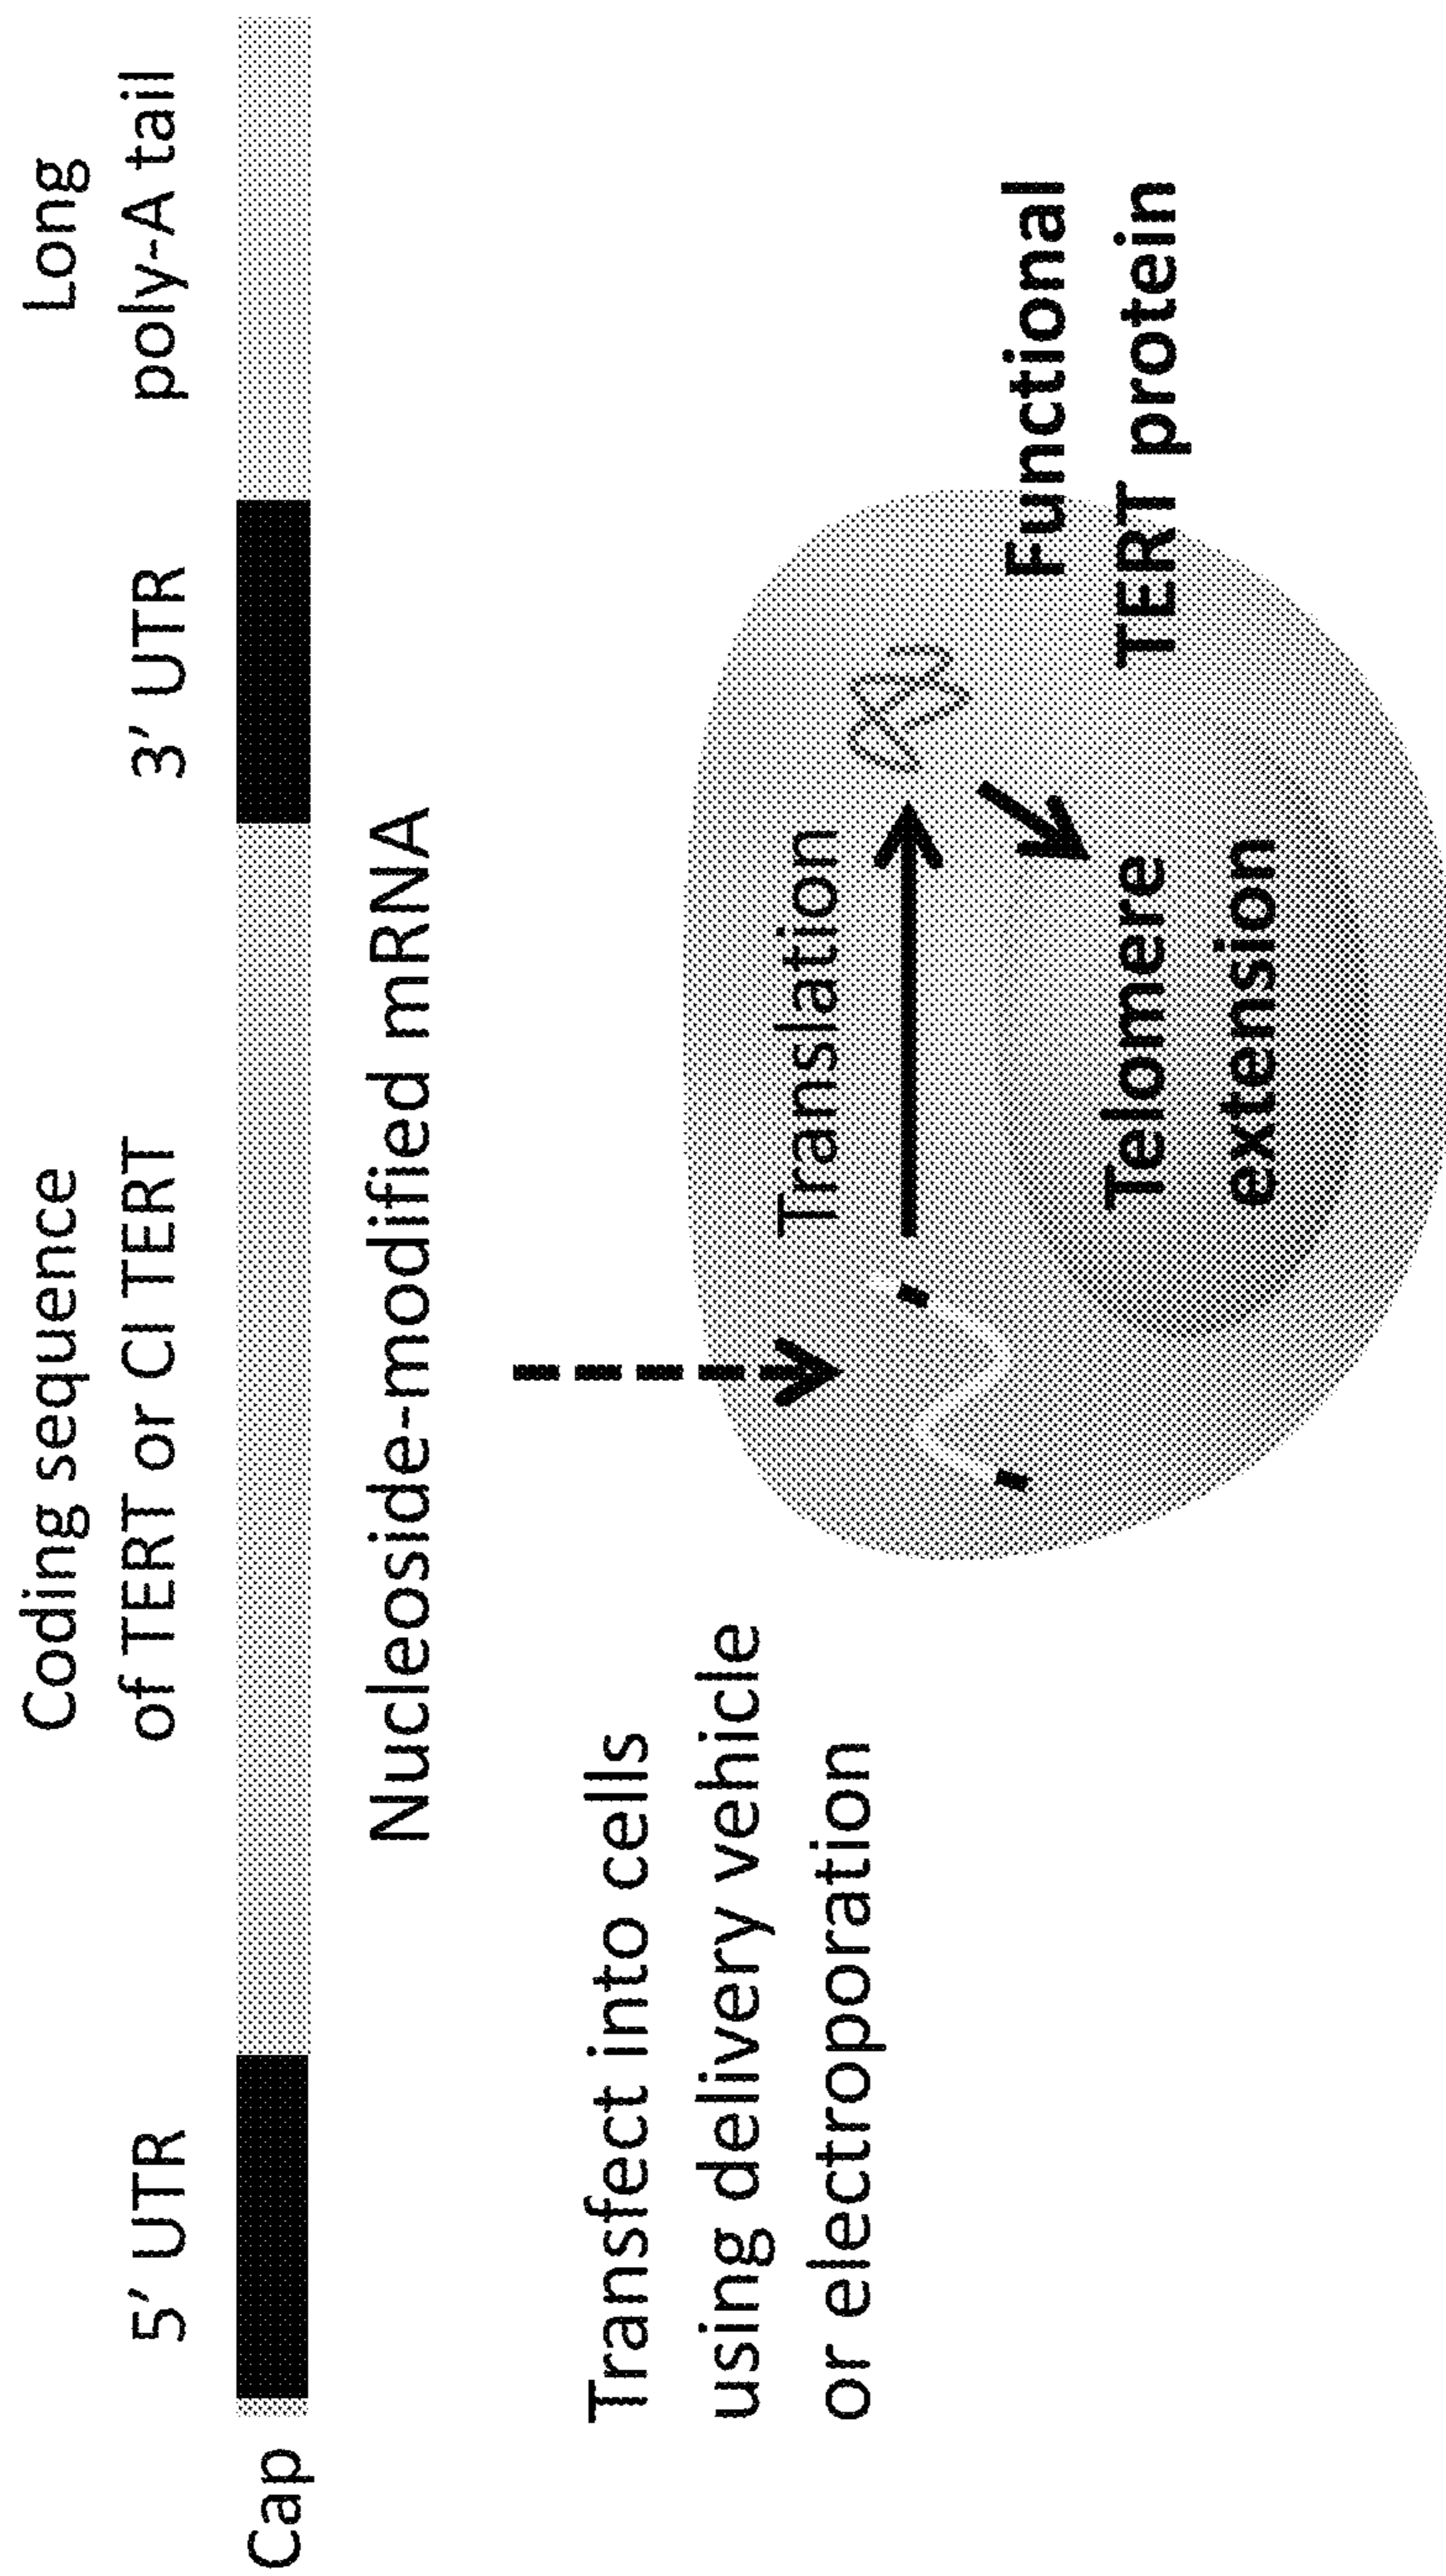 Coding sequence
of TERT or CI TERT
Long
poly-A tail
5′ UTR
3′ UTR
Cap
Nucleoside-modified mRNA
Transfect into cells
using delivery vehicle
or electroporation
Translation
Functional
TERT protein
Telomere
extension